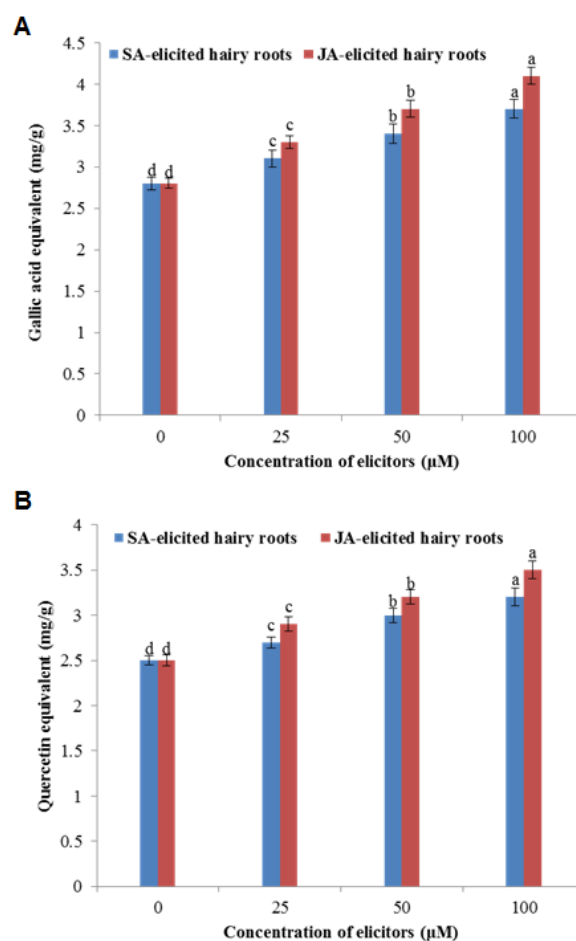 A
4.5
SA-elicited hairy roots JA-elicited hairy roots
4
3.5
3
2.5
2
1.5
1
0.5
0
Gallic acid equivalent (mg/g)
d d
c c
b b
a a
0 25 50 100
Concentration of elicitors (µM)
B
4
SA-elicited hairy roots JA-elicited hairy roots
3.5
3
2.5
2
1.5
1
0.5
0
Quercetin equivalent (mg/g)
d d
c c
b b
a a
0 25 50 100
Concentration of elicitors (µM)